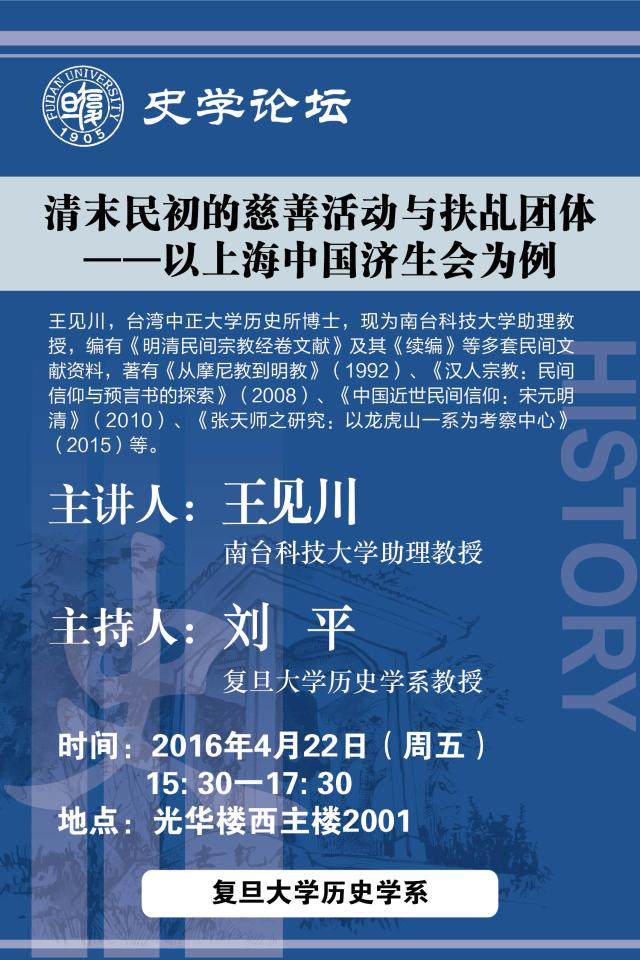 FUDAN UNIVERSITY
1905
史学论坛
清末民初的慈善活动与扶乩团体
——以上海中国济生会为例
王见川，台湾中正大学历史所博士，现为南台科技大学助理教
授，编有《明清民间宗教经卷文献》及其《续编》等多套民间文
献资料，著有《从摩尼教到明教》（1992）、《汉人宗教：民间
信仰与预言书的探索》（2008）、《中国近世民间信仰：宋元明
清》（2010）、《张天师之研究：以龙虎山一系为考察中心》
（2015）等。
HISTORY
主讲人：王见川
南台科技大学助理教授
主持人：刘 平
复旦大学历史学系教授
时间：2016年4月22日（周五）
15:30—17:30
地点：光华楼西主楼2001
复旦大学历史学系